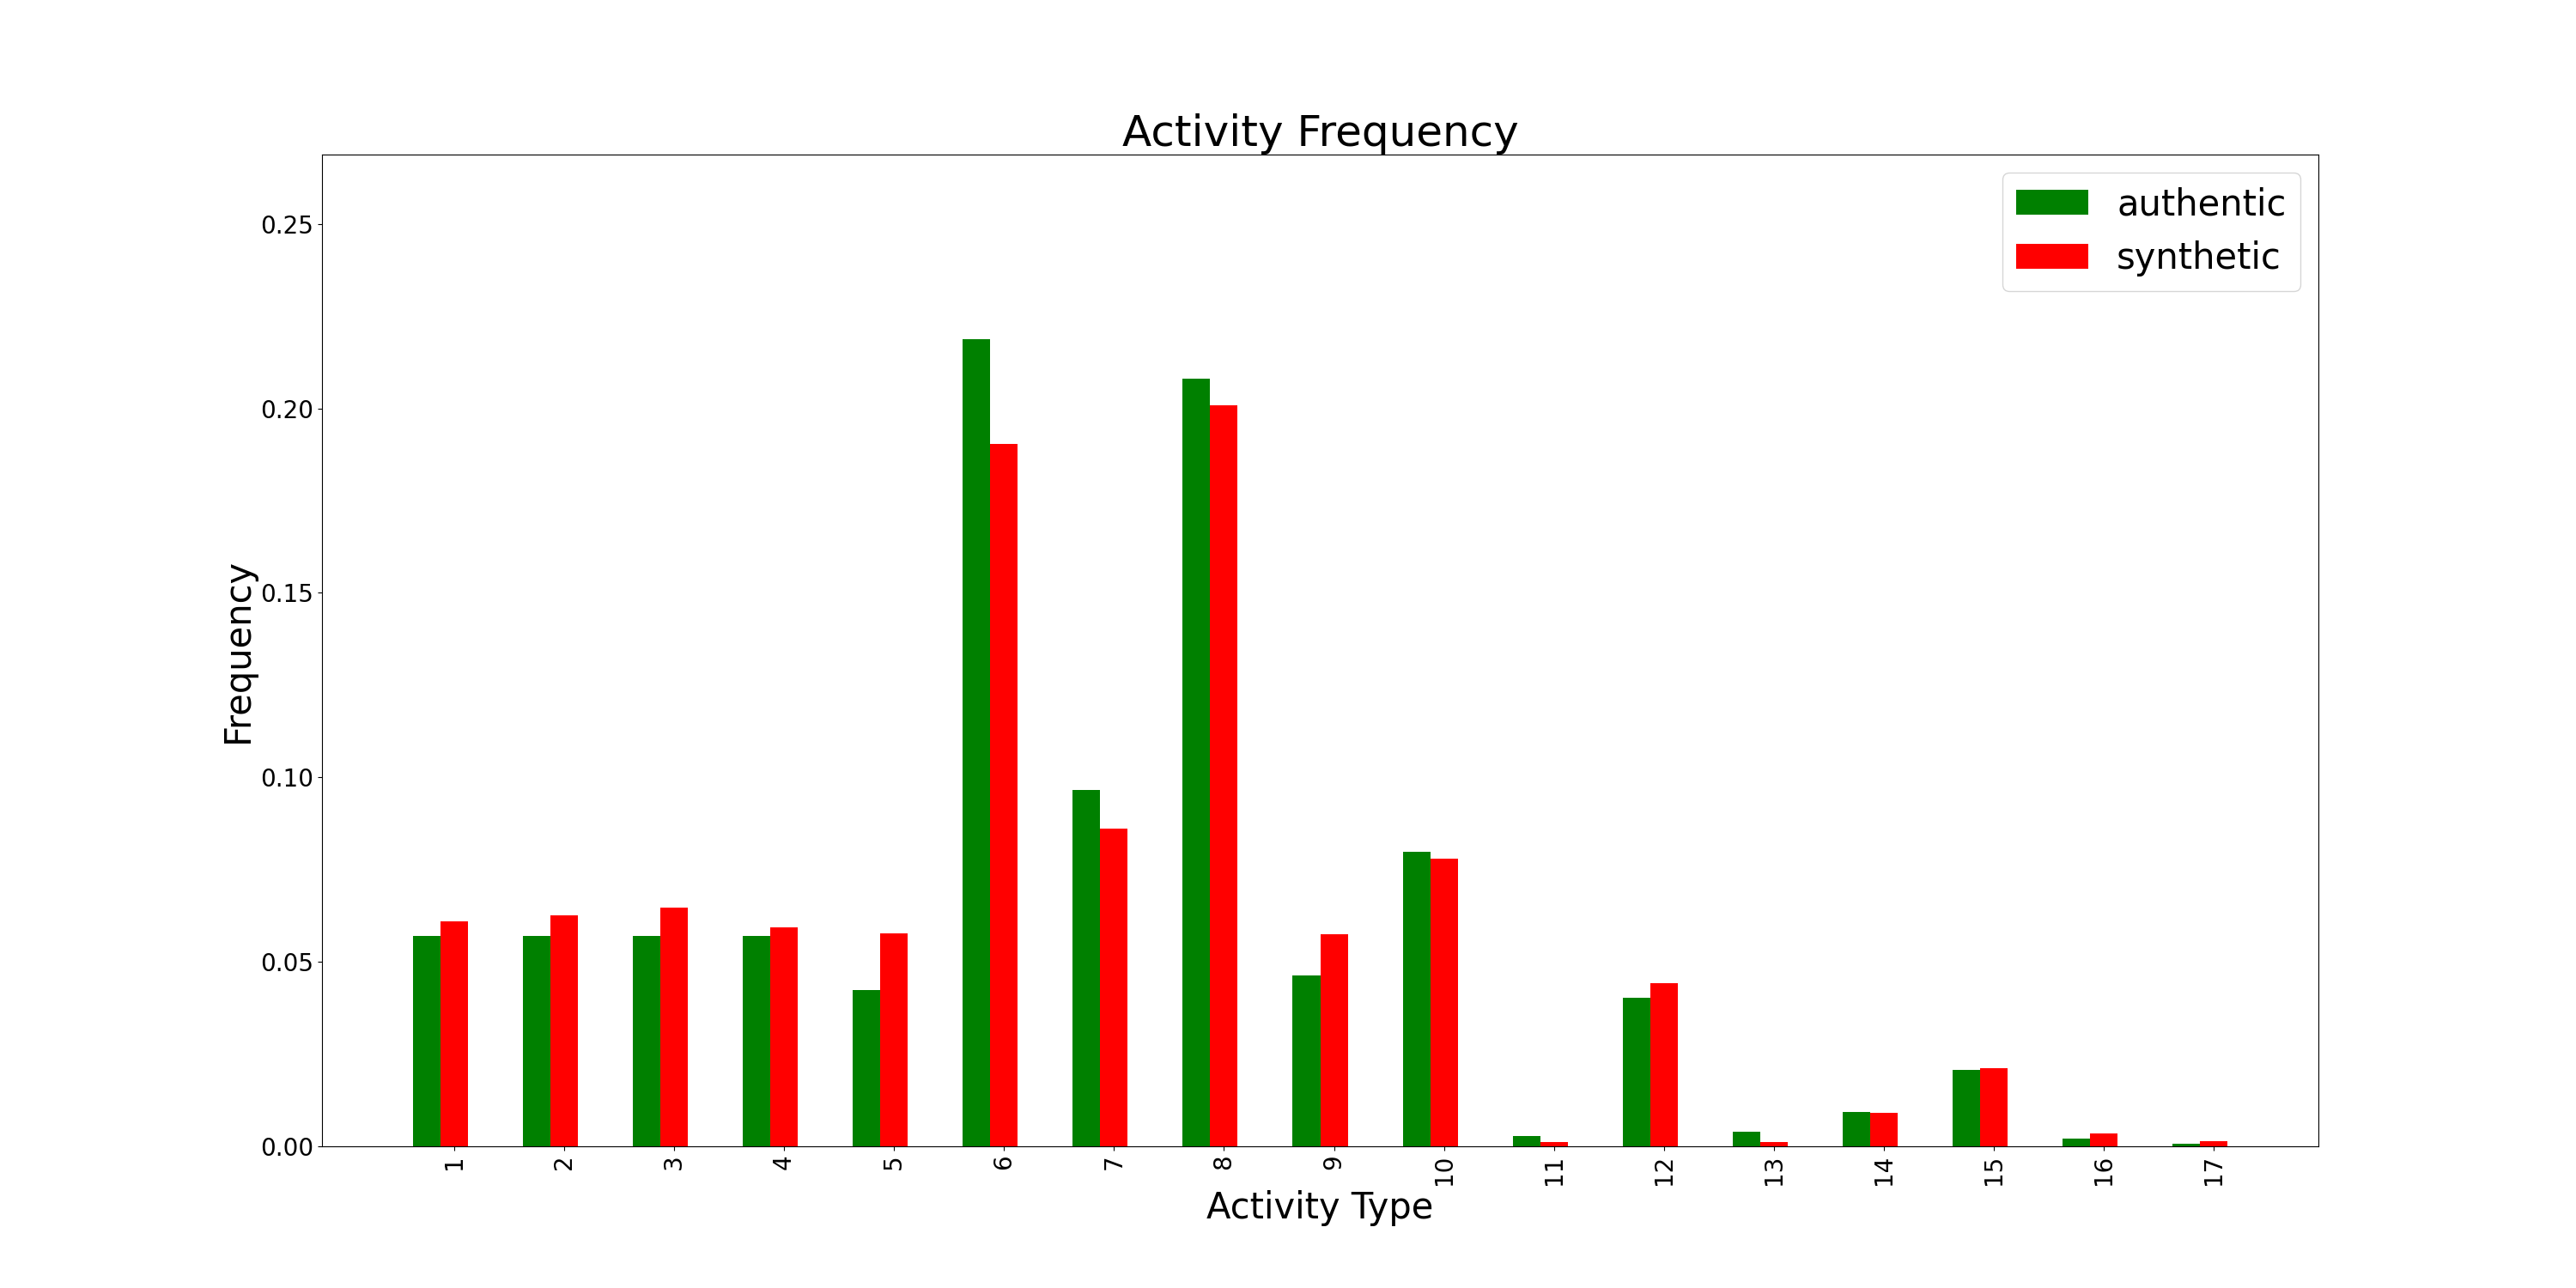 Activity Frequency
authentic
synthetic
0.25
0.20
0.15
0.10
0.05
0.00
Frequency
1 2 3 4 5 6 7 8 9 10 11 12 13 14 15 16 17
Activity Type